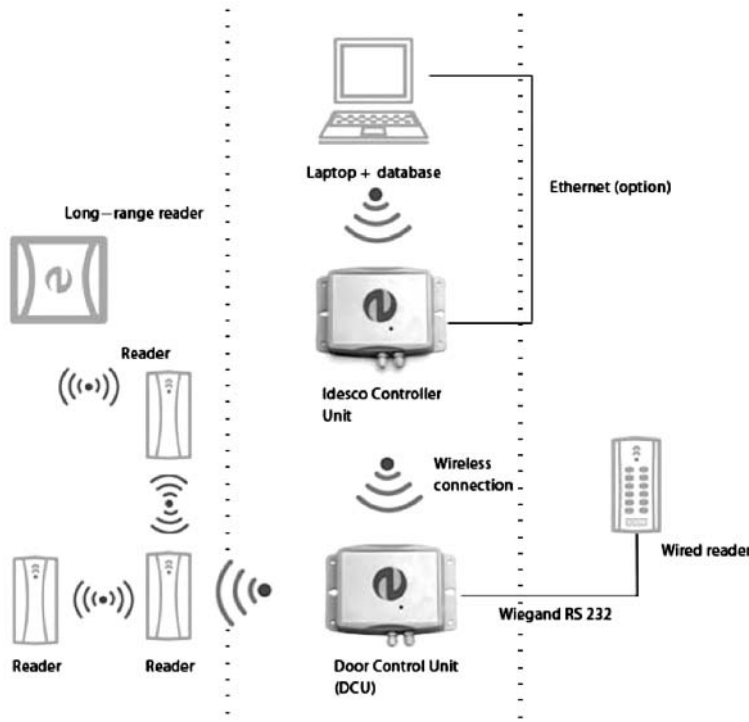 Laptop + database
Ethernet (option)
Long-range reader
Reader
Idesco Controller
Unit
Wireless
connection
Wired reader
Wiegand RS 232
Reader
Reader
Door Control Unit
(DCU)